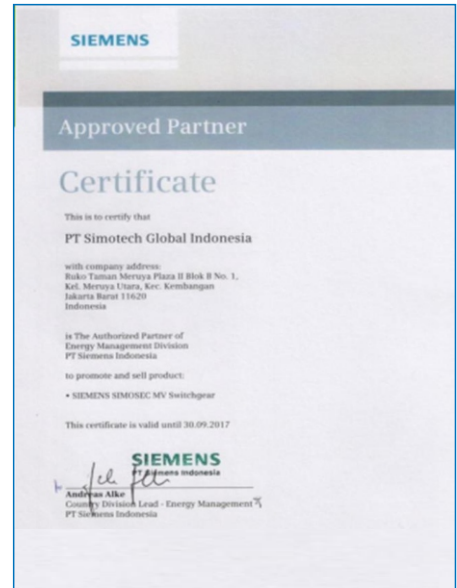 SIEMENS
Approved Partner
Certificate
This is to certify that
PT Simotech Global Indonesia
with company address:
Ruko Taman Meruya Plaza II Blok B No. 1,
Kel. Meruya Utara, Kec. Kembangan
Jakarta Barat 11620
Indonesia
is The Authorized Partner of
Energy Management Division
PT Siemens Indonesia
to promote and sell product:
• SIEMENS SIMOSEC MV Switchgear
This certificate is valid until 30.09.2017
SIEMENS
PT Siemens Indonesia
Andreas Alke
Country Division Lead - Energy Management
PT Siemens Indonesia